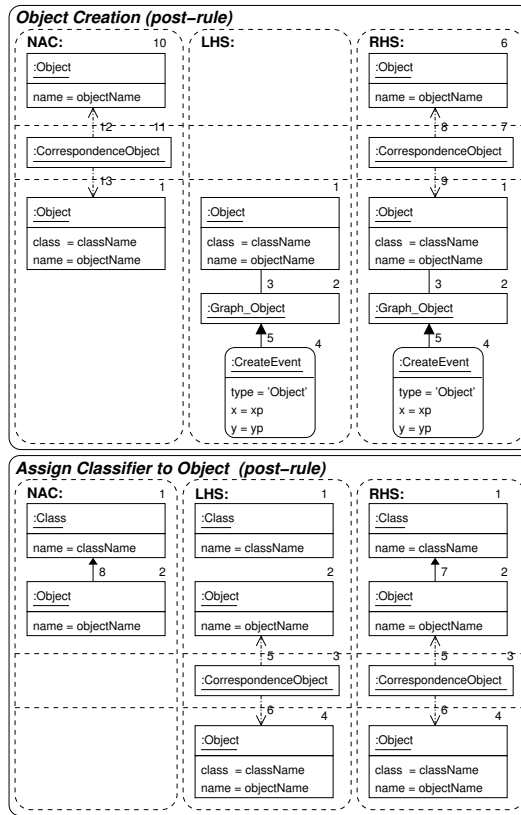 Object Creation (post−rule)
NAC: 10 LHS: RHS: 6
:Object :Object
name = objectName name = objectName
12 11 8 7
:CorrespondenceObject :CorrespondenceObject
13 1 1 9 1
:Object :Object :Object
class = className class = className class = className
name = objectName name = objectName name = objectName
3 2 3 2
:Graph_Object :Graph_Object
5 4 5 4
:CreateEvent :CreateEvent
type = 'Object' type = 'Object'
x = xp x = xp
y = yp y = yp
Assign Classifier to Object (post−rule)
NAC: 1 LHS: 1 RHS: 1
:Class :Class :Class
name = className name = className name = className
8 2 2 7 2
:Object :Object :Object
name = objectName name = objectName name = objectName
5 3 5 3
:CorrespondenceObject :CorrespondenceObject
6 4 6 4
:Object :Object
class = className class = className
name = objectName name = objectName